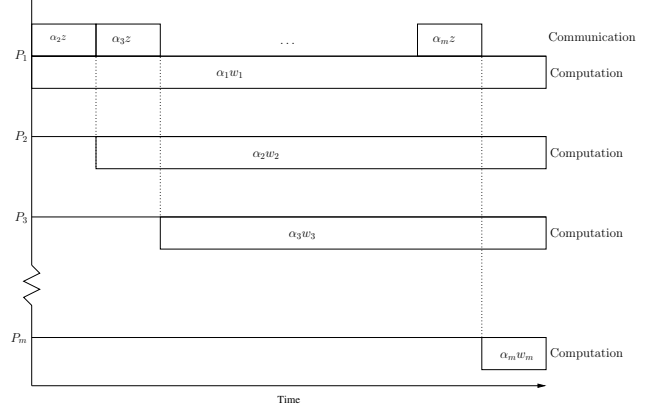 α₂z α₃z ... αₘz Communication
P₁
α₁w₁ Computation
P₂
α₂w₂ Computation
P₃
α₃w₃ Computation
Pₘ
αₘwₘ Computation
Time